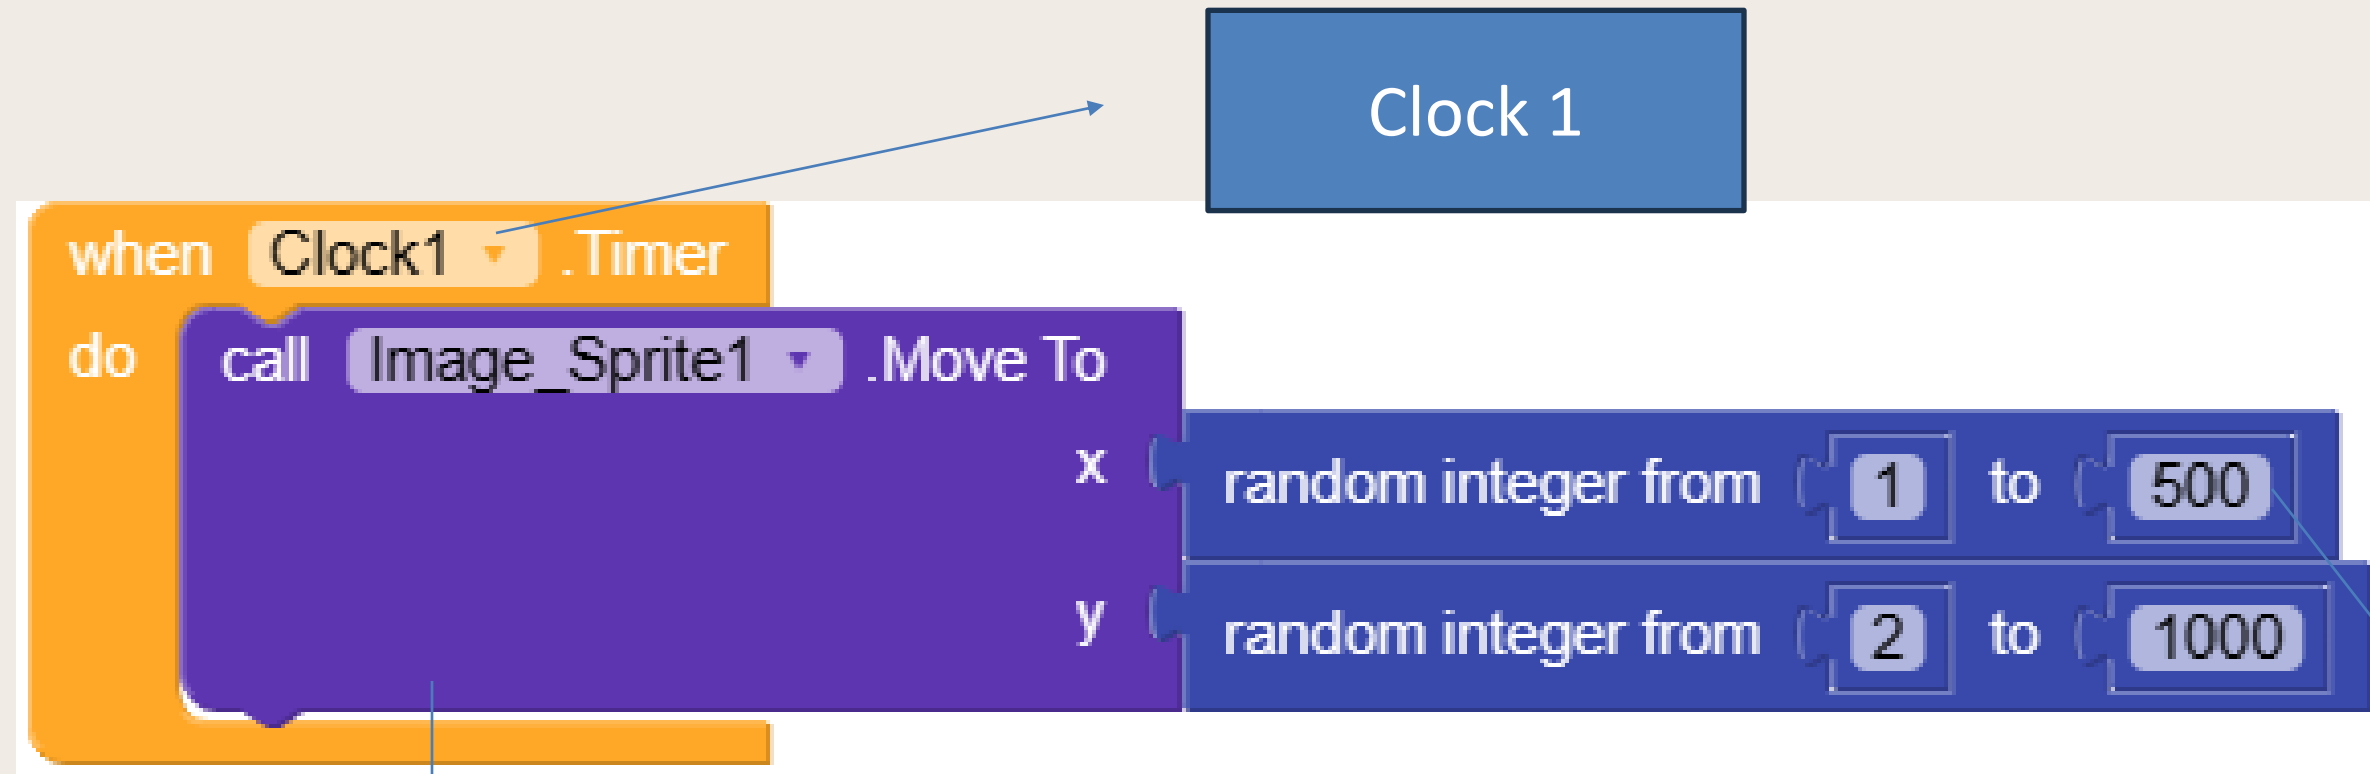 Clock 1
when Clock1 .Timer
do call Image_Sprite1 .Move To
x random integer from 1 to 500
y random integer from 2 to 1000